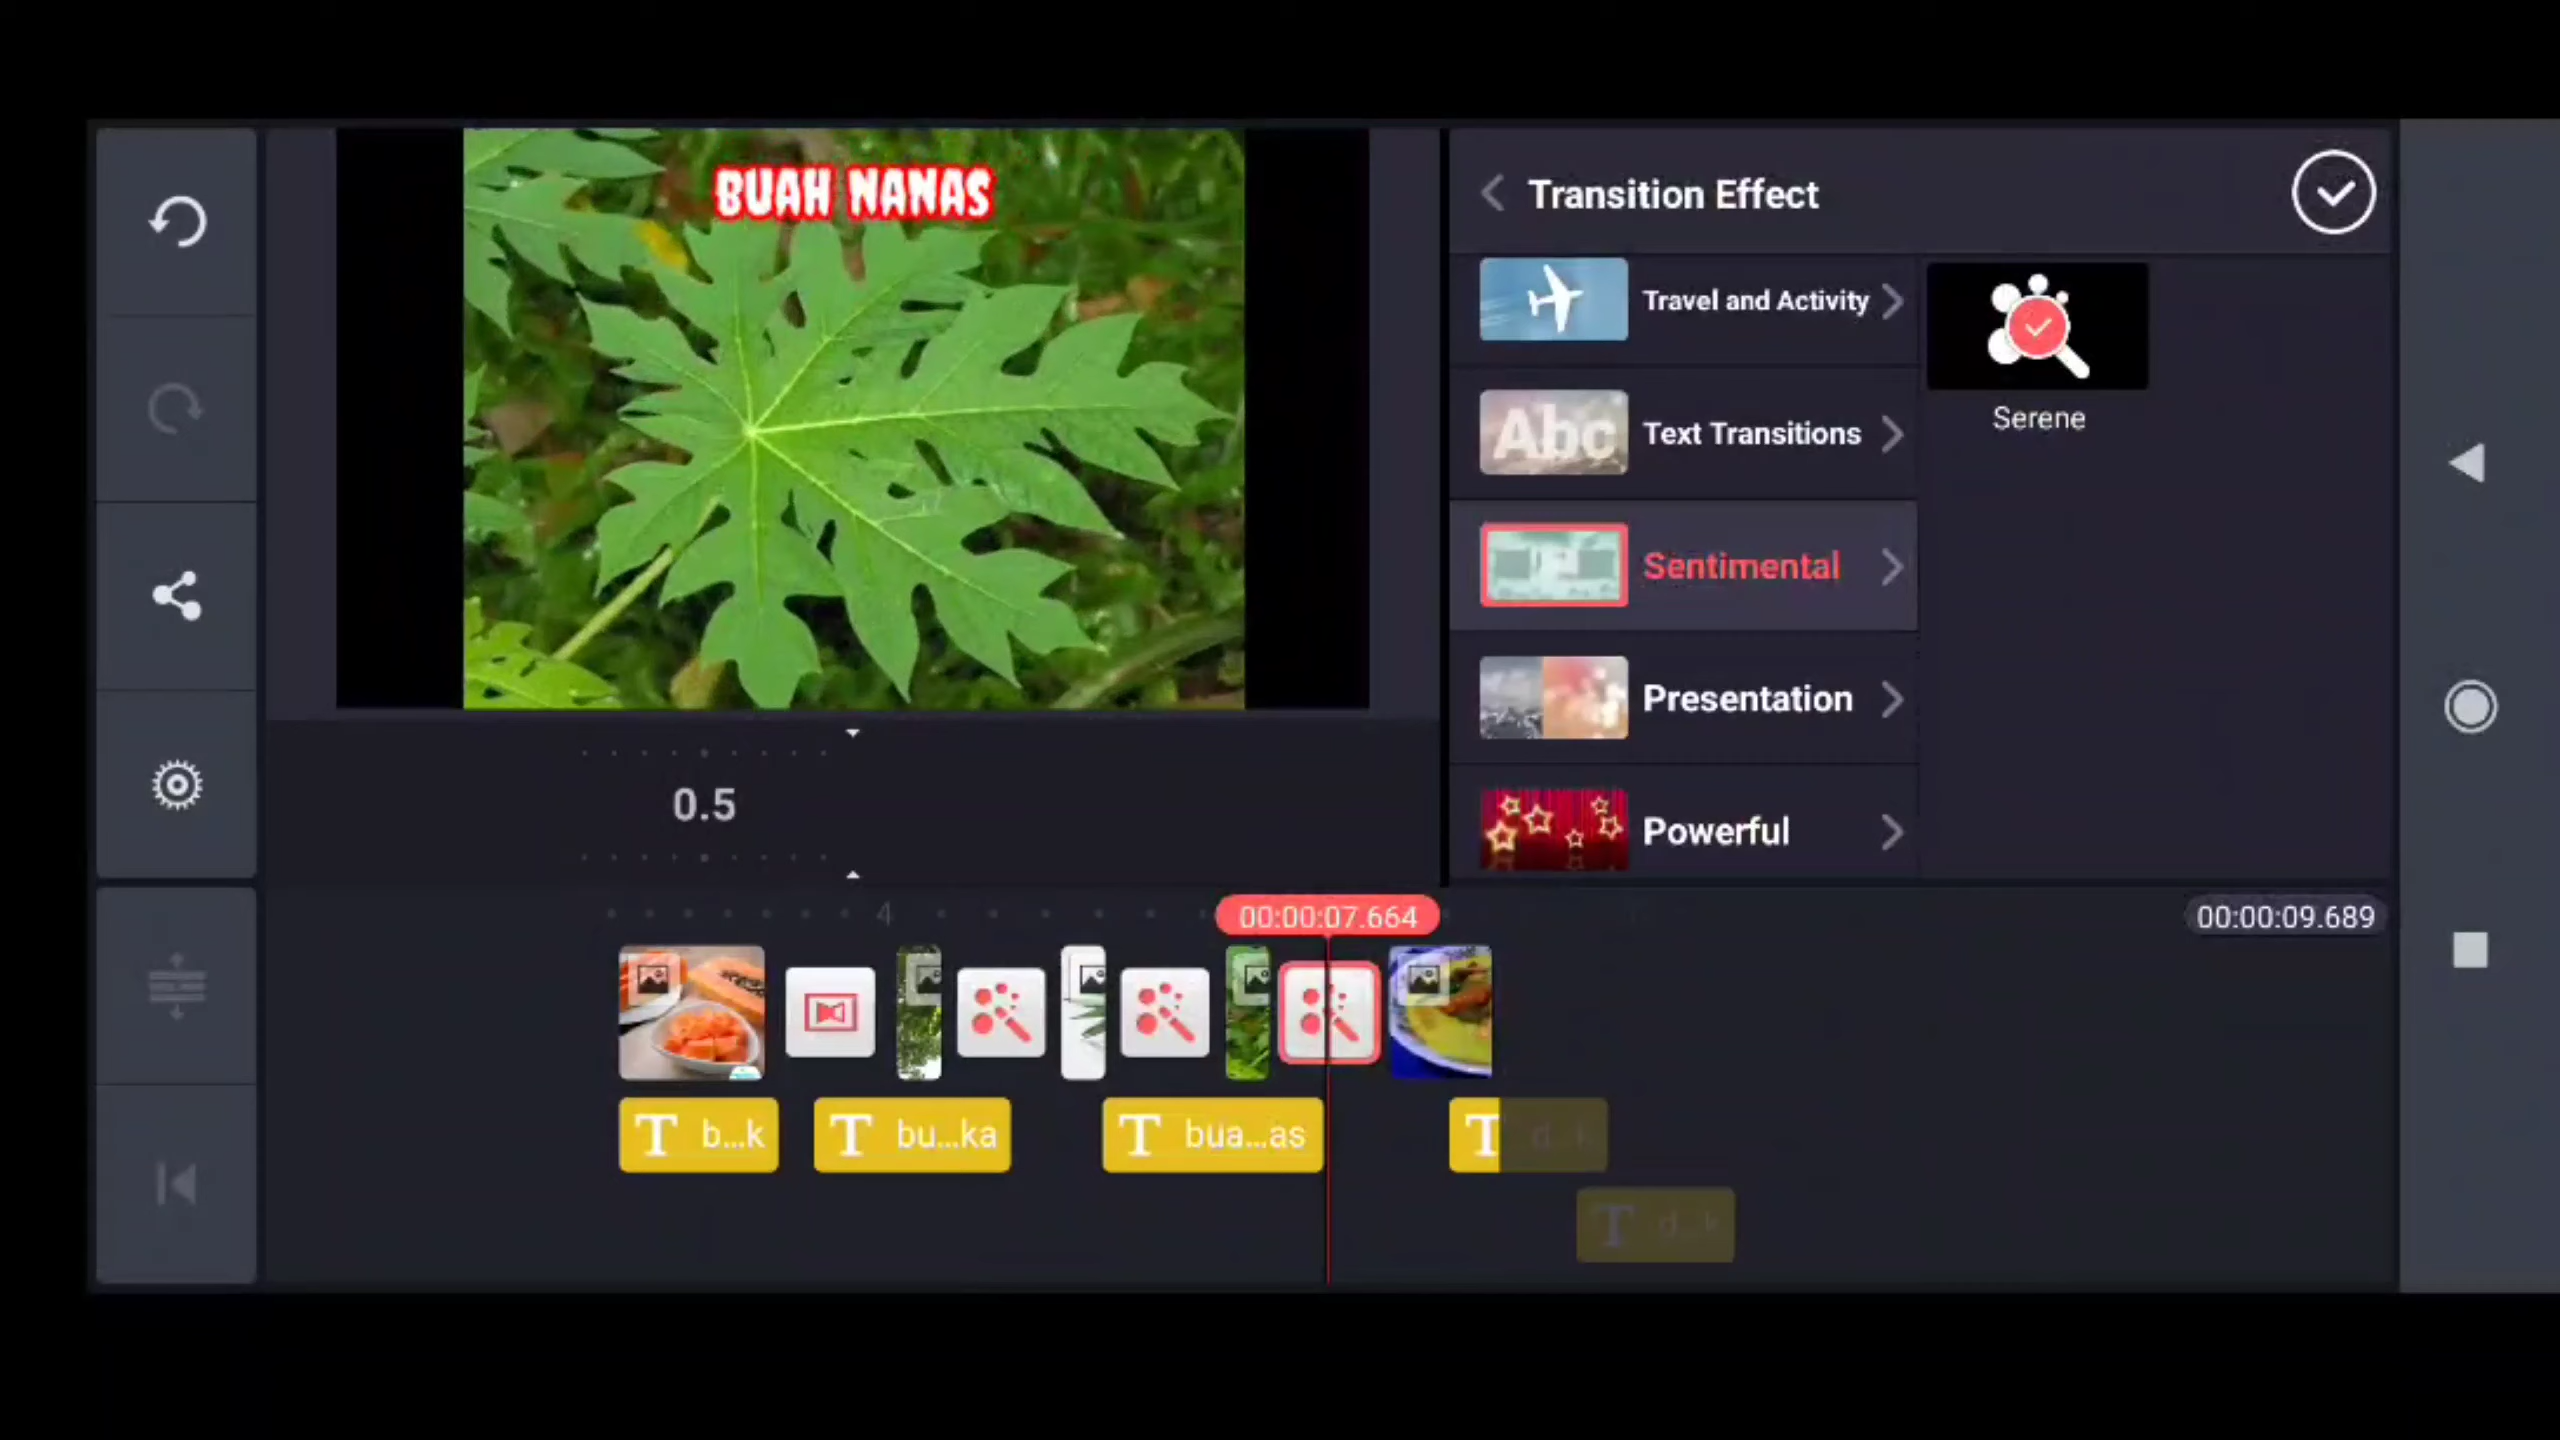 BUAH NANAS
Transition Effect
Travel and Activity
Abc
Text Transitions
Serene
Sentimental
Presentation
Powerful
0.5
4
00:00:07.664
00:00:09.689
T b...k
T bu...ka
T bua...as
T d...k
T d...k